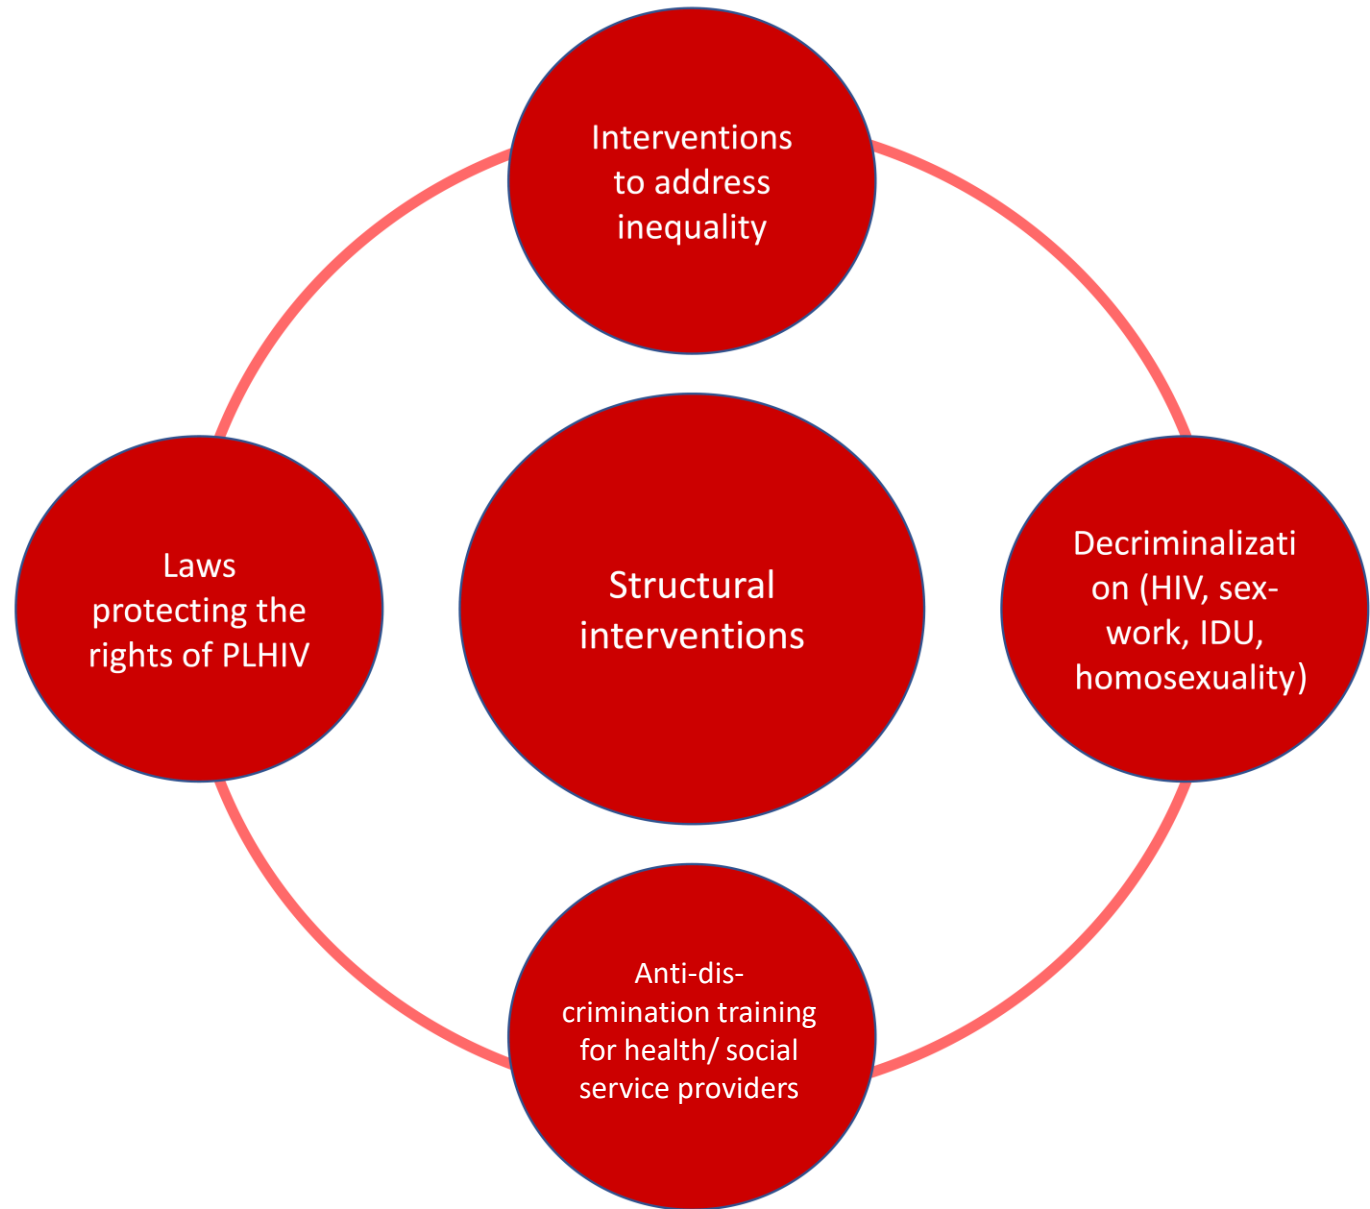 Interventions
to address
inequality
Laws
protecting the
rights of PLHIV
Structural
interventions
Decriminalizati
on (HIV, sex-
work, IDU,
homosexuality)
Anti-dis-
crimination training
for health/ social
service providers